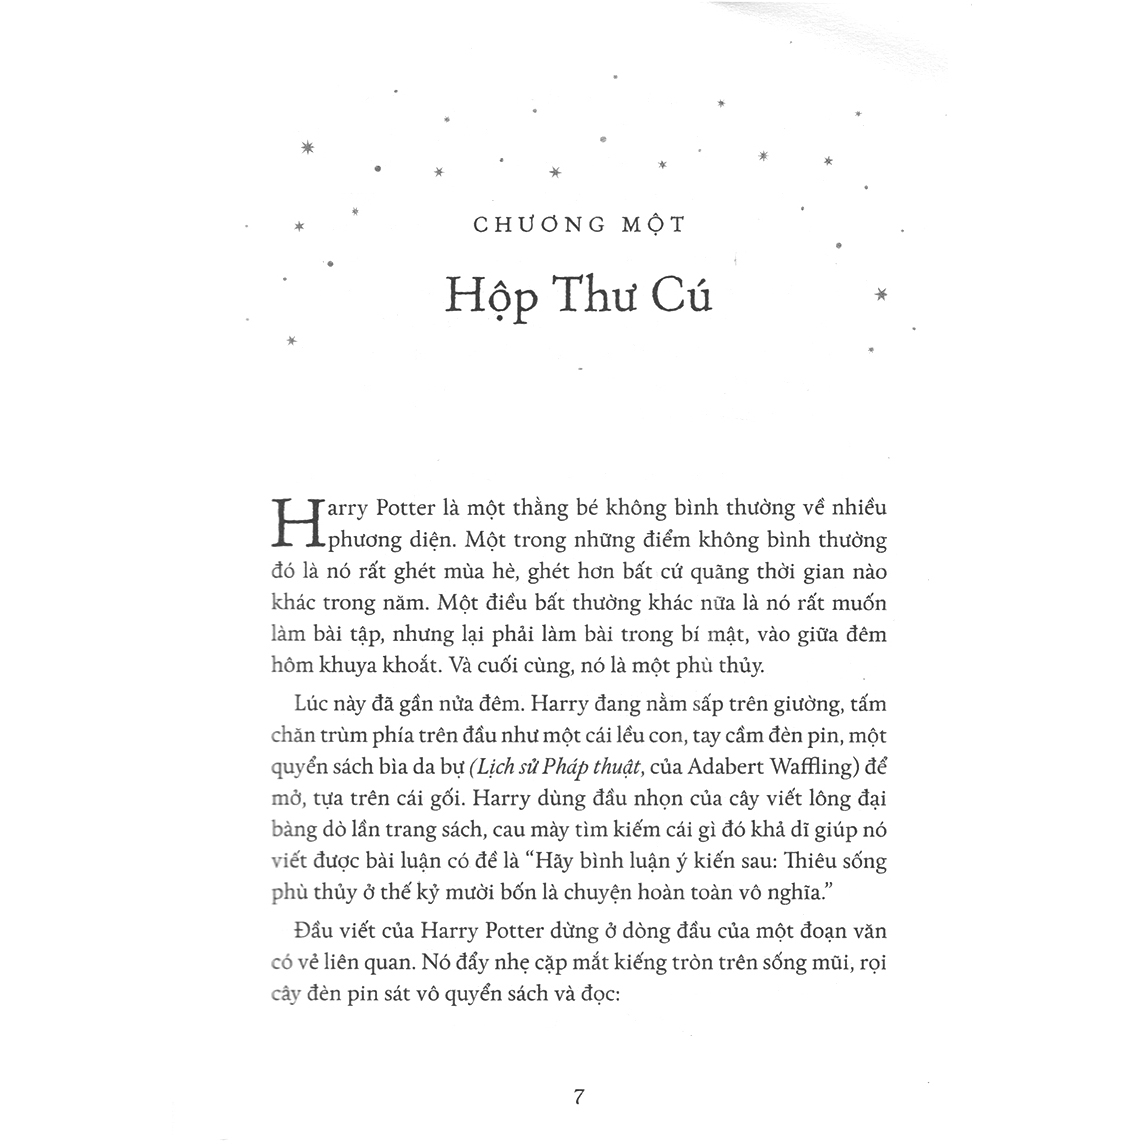 CHƯƠNG MỘT
Hộp Thư Cú
Harry Potter là một thằng bé không bình thường về nhiều
phương diện. Một trong những điểm không bình thường
đó là nó rất ghét mùa hè, ghét hơn bất cứ quãng thời gian nào
khác trong năm. Một điều bất thường khác nữa là nó rất muốn
làm bài tập, nhưng lại phải làm bài trong bí mật, vào giữa đêm
hôm khuya khoắt. Và cuối cùng, nó là một phù thủy.
Lúc này đã gần nửa đêm. Harry đang nằm sấp trên giường, tấm
chăn trùm phía trên đầu như một cái lều con, tay cầm đèn pin, một
quyển sách bìa da bự (Lịch sử Pháp thuật, của Adabert Waffling) để
mở, tựa trên cái gối. Harry dùng đầu nhọn của cây viết lông đại
bàng dò lần trang sách, cau mày tìm kiếm cái gì đó khả dĩ giúp nó
viết được bài luận có đề là “Hãy bình luận ý kiến sau: Thiêu sống
phù thủy ở thế kỷ mười bốn là chuyện hoàn toàn vô nghĩa.”
Đầu viết của Harry Potter dừng ở dòng đầu của một đoạn văn
có vẻ liên quan. Nó đẩy nhẹ cặp mắt kiếng tròn trên sống mũi, rọi
cây đèn pin sát vô quyển sách và đọc:
7